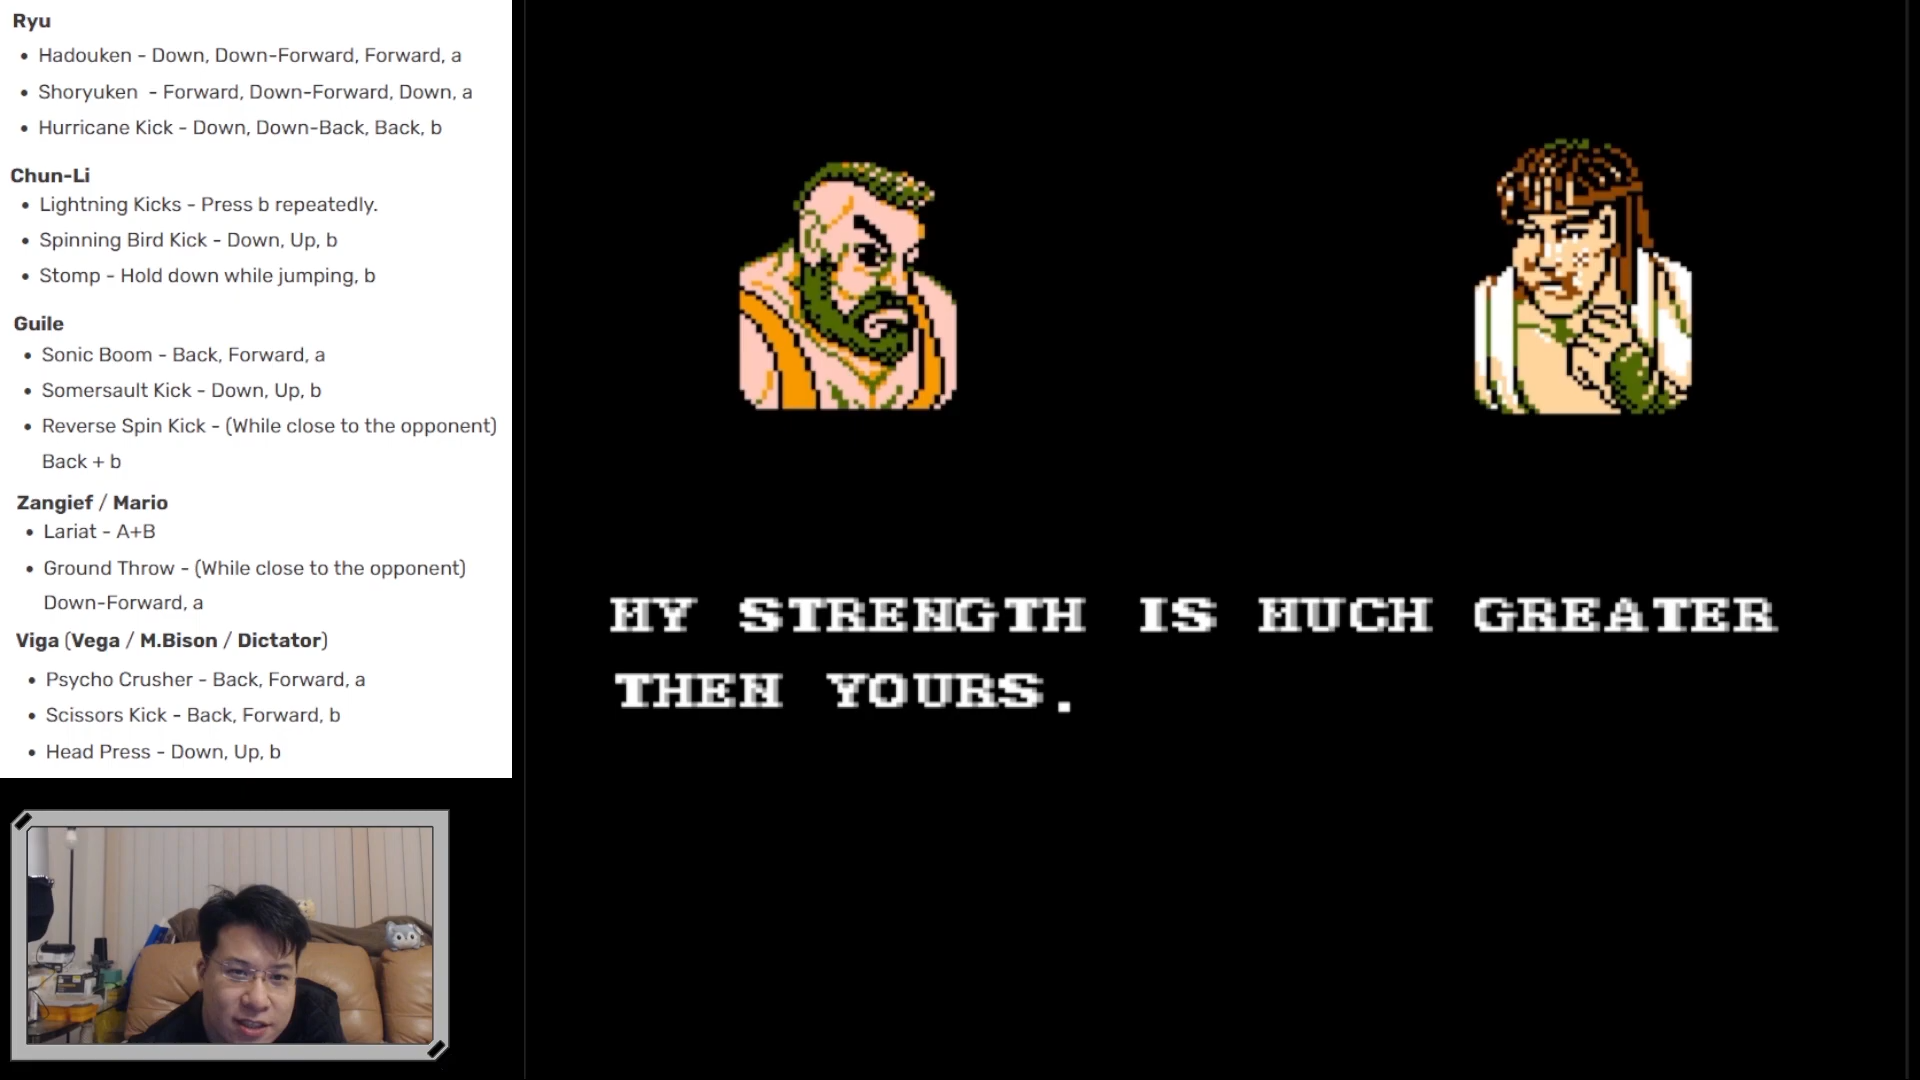 Ryu
• Hadouken - Down, Down-Forward, Forward, a
• Shoryuken - Forward, Down-Forward, Down, a
• Hurricane Kick - Down, Down-Back, Back, b
Chun-Li
• Lightning Kicks - Press b repeatedly.
• Spinning Bird Kick - Down, Up, b
• Stomp - Hold down while jumping, b
Guile
• Sonic Boom - Back, Forward, a
• Somersault Kick - Down, Up, b
• Reverse Spin Kick - (While close to the opponent)
Back + b
Zangief / Mario
• Lariat - A+B
• Ground Throw - (While close to the opponent)
Down-Forward, a
Viga (Vega / M.Bison / Dictator)
• Psycho Crusher - Back, Forward, a
• Scissors Kick - Back, Forward, b
• Head Press - Down, Up, b
MY STRENGTH IS MUCH GREATER
THEN YOURS.